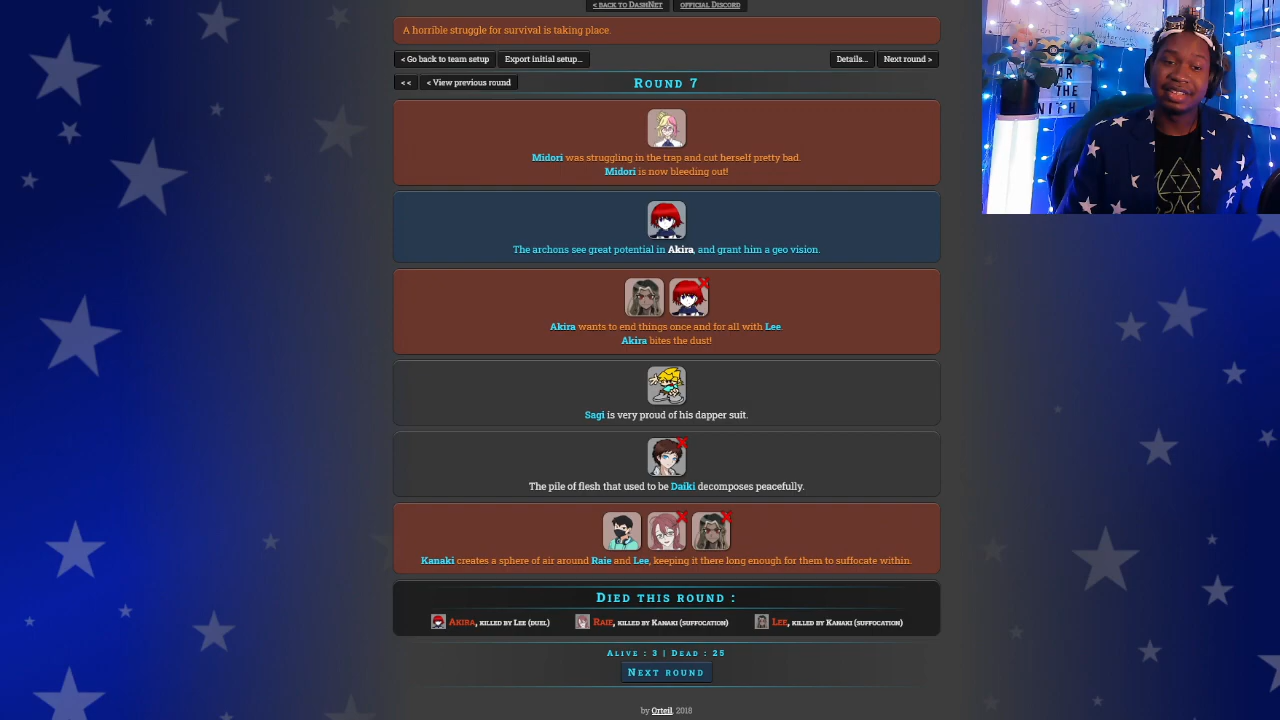 < back to DashNet
official Discord
A horrible struggle for survival is taking place.
< Go back to team setup
Export initial setup...
Details...
Next round >
<<
< View previous round
Round 7
Midori was struggling in the trap and cut herself pretty bad.
Midori is now bleeding out!
The archons see great potential in Akira, and grant him a geo vision.
Akira wants to end things once and for all with Lee.
Akira bites the dust!
Sagi is very proud of his dapper suit.
The pile of flesh that used to be Daiki decomposes peacefully.
Kanaki creates a sphere of air around Raie and Lee, keeping it there long enough for them to suffocate within.
Died this round :
Akira, killed by Lee (duel)
Raie, killed by Kanaki (suffocation)
Lee, killed by Kanaki (suffocation)
Alive : 3 | Dead : 25
Next round
by Orteil, 2018